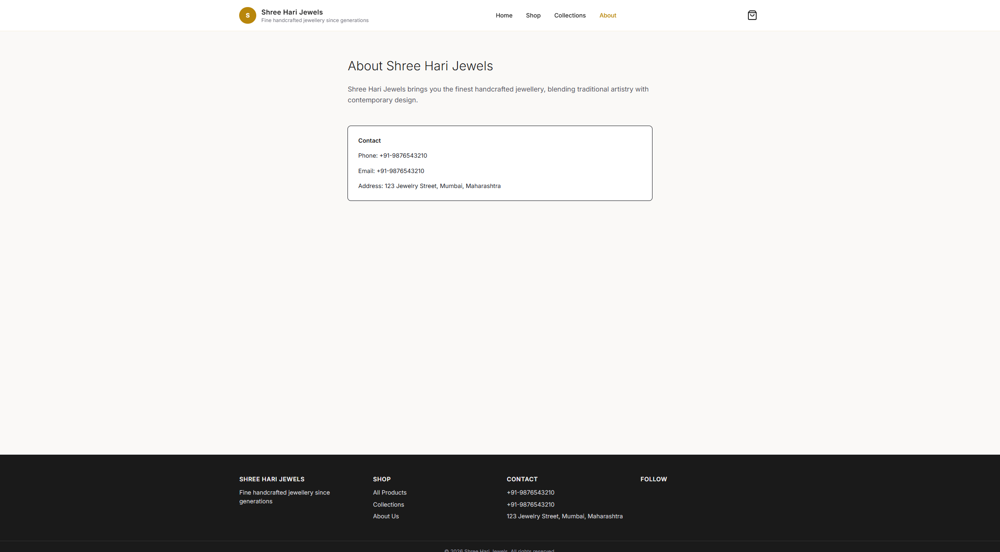 S
Shree Hari Jewels
Fine handcrafted jewellery since generations
Home
Shop
Collections
About
About Shree Hari Jewels
Shree Hari Jewels brings you the finest handcrafted jewellery, blending traditional artistry with
contemporary design.
Contact
Phone: +91-9876543210
Email: +91-9876543210
Address: 123 Jewelry Street, Mumbai, Maharashtra
SHREE HARI JEWELS
Fine handcrafted jewellery since
generations
SHOP
All Products
Collections
About Us
CONTACT
+91-9876543210
+91-9876543210
123 Jewelry Street, Mumbai, Maharashtra
FOLLOW
© 2026 Shree Hari Jewels. All rights reserved.